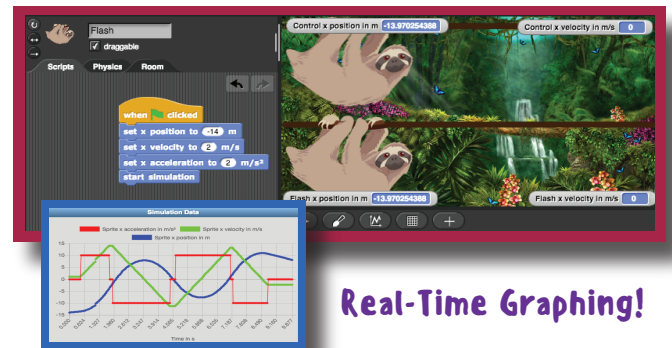 Flash
draggable
Scripts Physics Room
when clicked
set x position to -14 m
set x velocity to 2 m/s
set x acceleration to 2 m/s²
start simulation
Control x position in m -13.970254388
Control x velocity in m/s 0
Flash x position in m -13.970254388
Flash x velocity in m/s 0
Simulation Data
Sprite x acceleration in m/s² Sprite x velocity in m/s
Sprite x position in m
15
10
5
0
-5
-10
-15
Time in s
Real-Time Graphing!